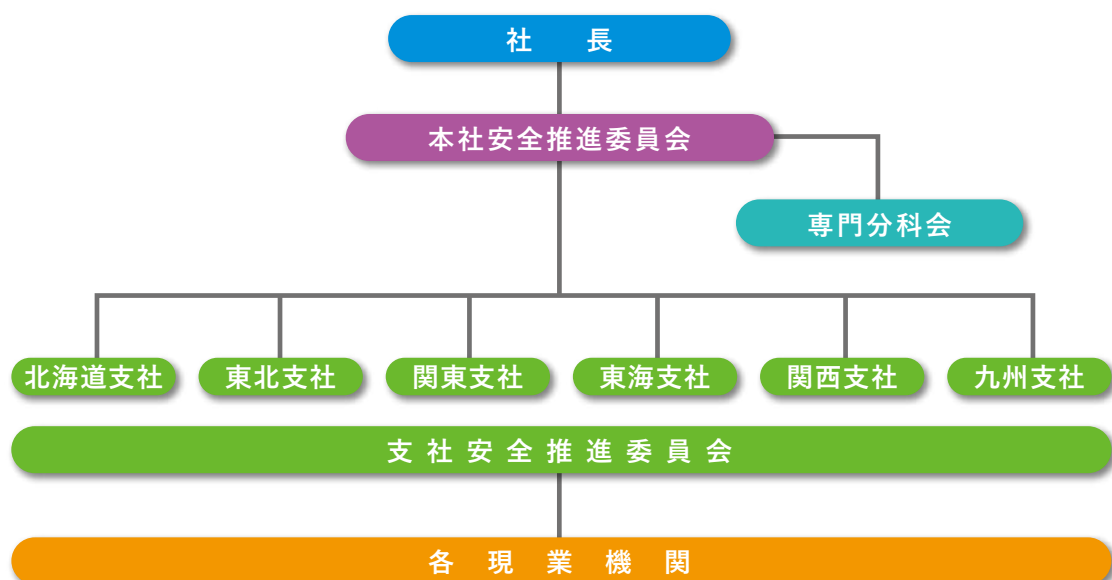 社長
本社安全推進委員会
専門分科会
北海道支社 東北支社 関東支社 東海支社 関西支社 九州支社
支社安全推進委員会
各現業機関